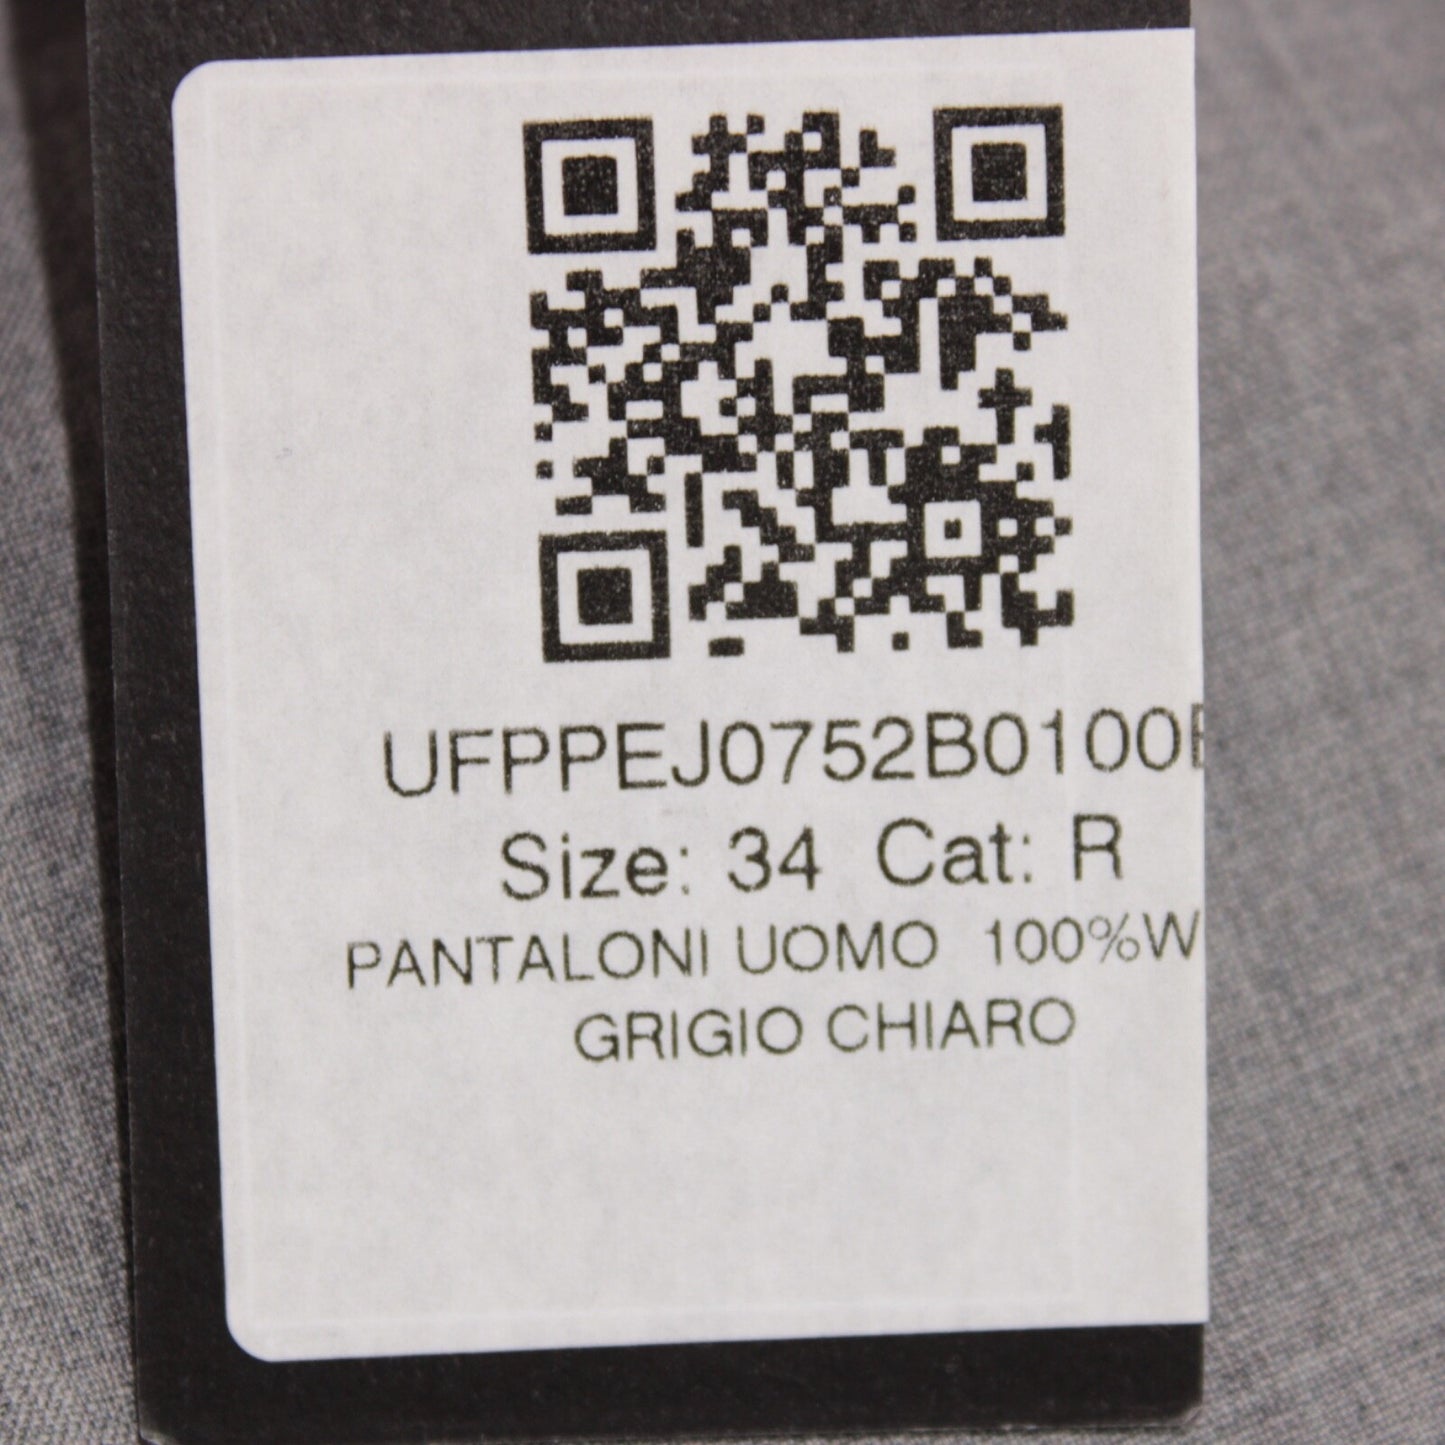 UFPPEJ0752B0100
Size: 34 Cat: R
PANTALONI UOMO 100%W
GRIGIO CHIARO